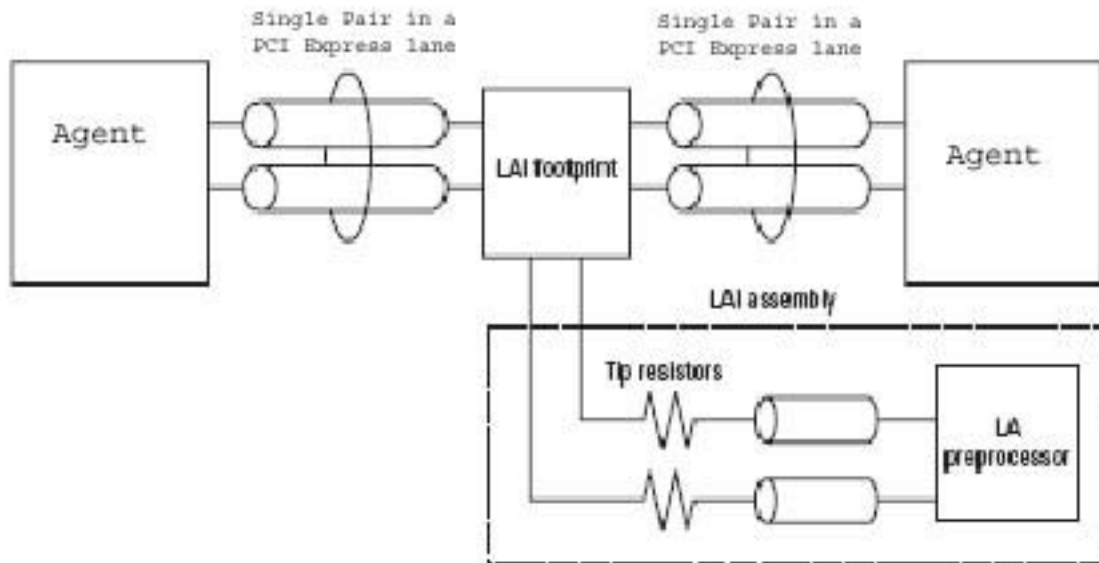 Single Pair in a
PCI Express lane
Single Pair in a
PCI Express lane
Agent
LAI footprint
Agent
LAI assembly
Tip resistors
LA
preprocessor